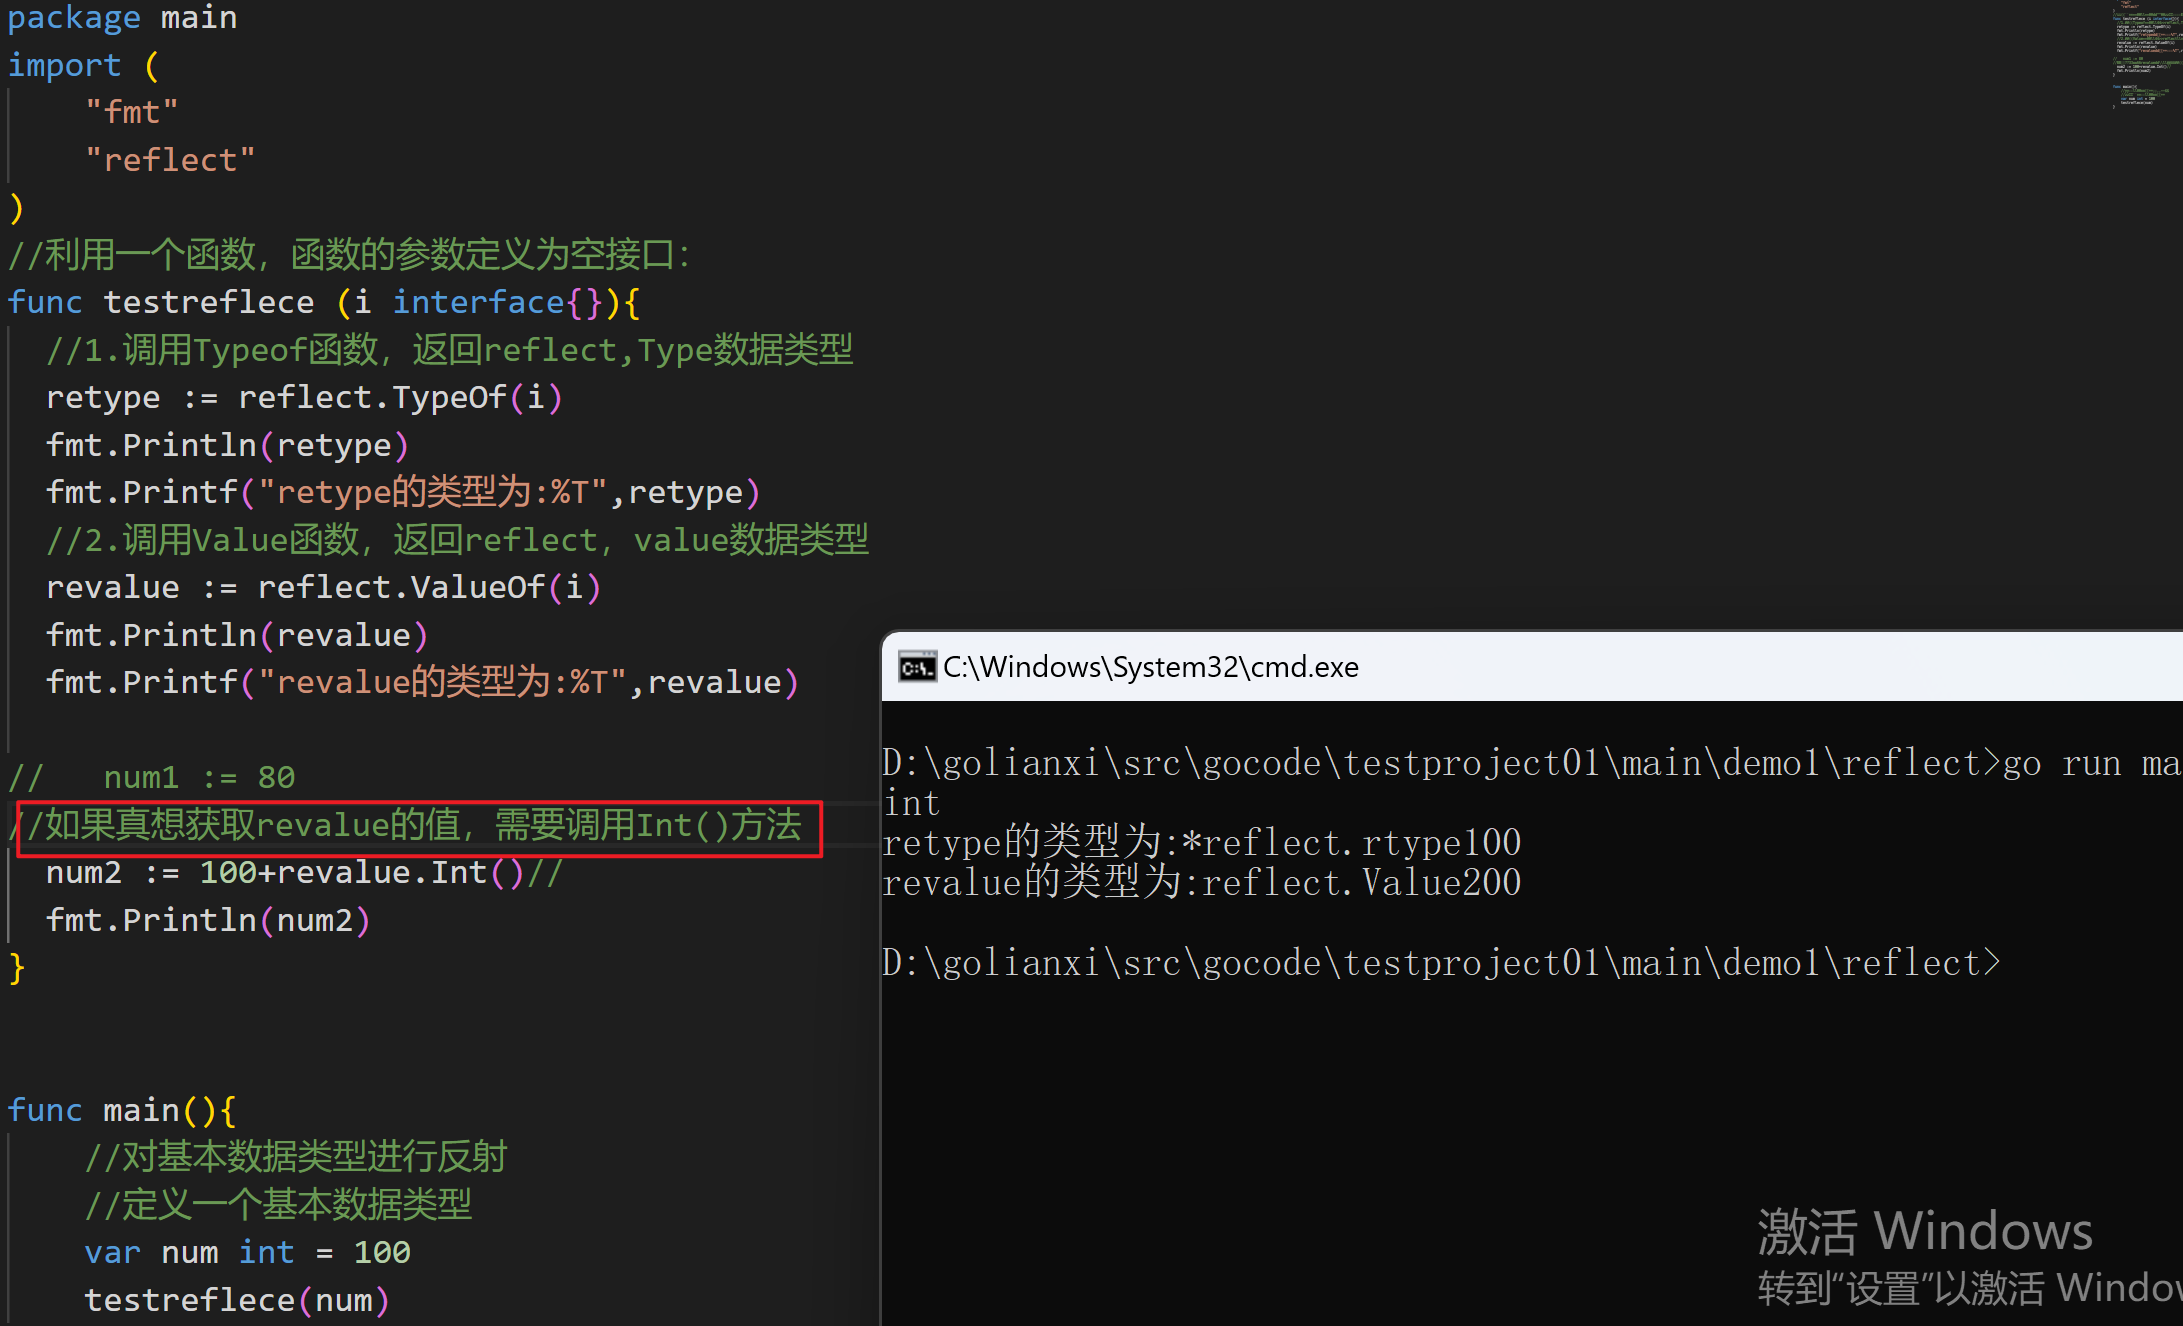 package main
import (
    "fmt"
    "reflect"
)
//利用一个函数，函数的参数定义为空接口：
func testreflece (i interface{}){
  //1.调用Typeof函数，返回reflect,Type数据类型
  retype := reflect.TypeOf(i)
  fmt.Println(retype)
  fmt.Printf("retype的类型为:%T",retype)
  //2.调用Value函数，返回reflect，value数据类型
  revalue := reflect.ValueOf(i)
  fmt.Println(revalue)
  fmt.Printf("revalue的类型为:%T",revalue)
//   num1 := 80
//如果真想获取revalue的值，需要调用Int()方法
  num2 := 100+revalue.Int()//
  fmt.Println(num2)
}
func main(){
    //对基本数据类型进行反射
    //定义一个基本数据类型
    var num int = 100
    testreflece(num)
C:\Windows\System32\cmd.exe
D:\golianxi\src\gocode\testproject01\main\demo1\reflect>go run ma
int
retype的类型为:*reflect.rtype100
revalue的类型为:reflect.Value200
D:\golianxi\src\gocode\testproject01\main\demo1\reflect>
激活 Windows
转到“设置”以激活 Window